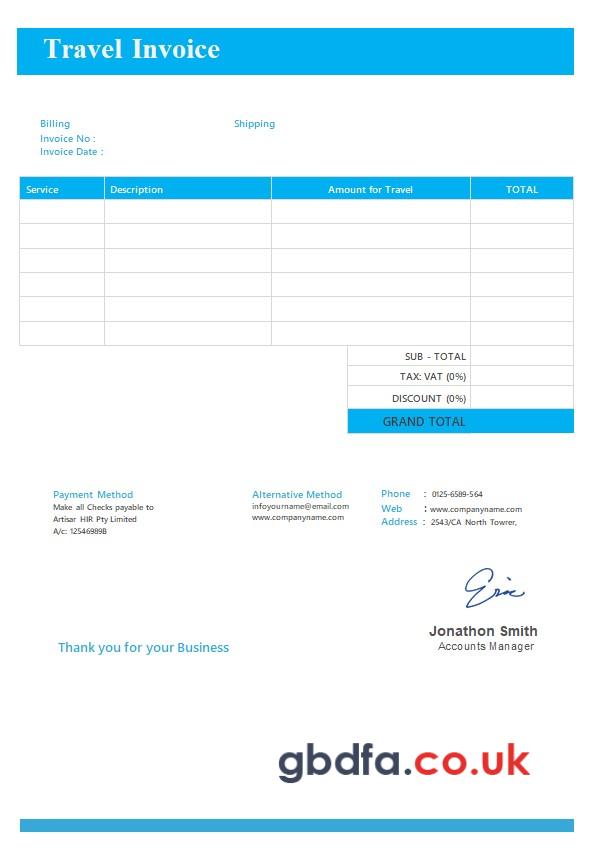 Travel Invoice
Billing
Shipping
Invoice No :
Invoice Date :
Service Description Amount for Travel TOTAL
SUB - TOTAL
TAX: VAT (0%)
DISCOUNT (0%)
GRAND TOTAL
Payment Method
Make all Checks payable to
Artisar HIR Pty Limited
A/c: 12546989B
Alternative Method
infoyourname@email.com
www.companyname.com
Phone : 0125-6589-564
Web : www.companyname.com
Address : 2543/CA North Towrer,
Eric
Jonathon Smith
Accounts Manager
Thank you for your Business
gbdfa.co.uk